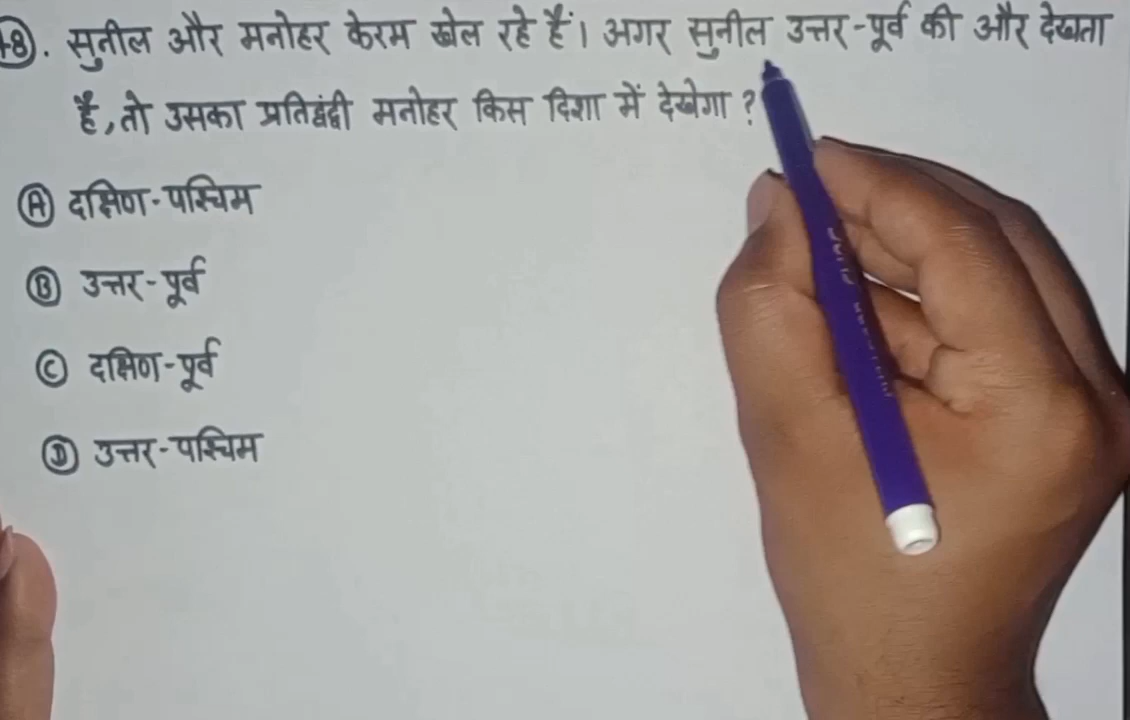 48. सुनील और मनोहर केरम खेल रहे हैं। अगर सुनील उत्तर-पूर्व की और देखता
है, तो उसका प्रतिद्वंद्वी मनोहर किस दिशा में देखेगा ?
A दक्षिण-पश्चिम
B उत्तर-पूर्व
C दक्षिण-पूर्व
D उत्तर-पश्चिम